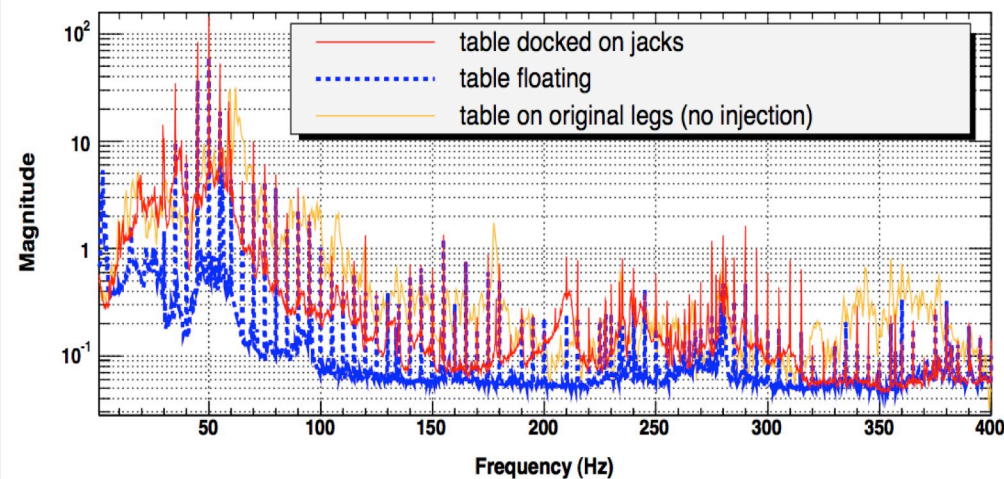 table docked on jacks
table floating
table on original legs (no injection)
Magnitude
10²
10
1
10⁻¹
50 100 150 200 250 300 350 400
Frequency (Hz)